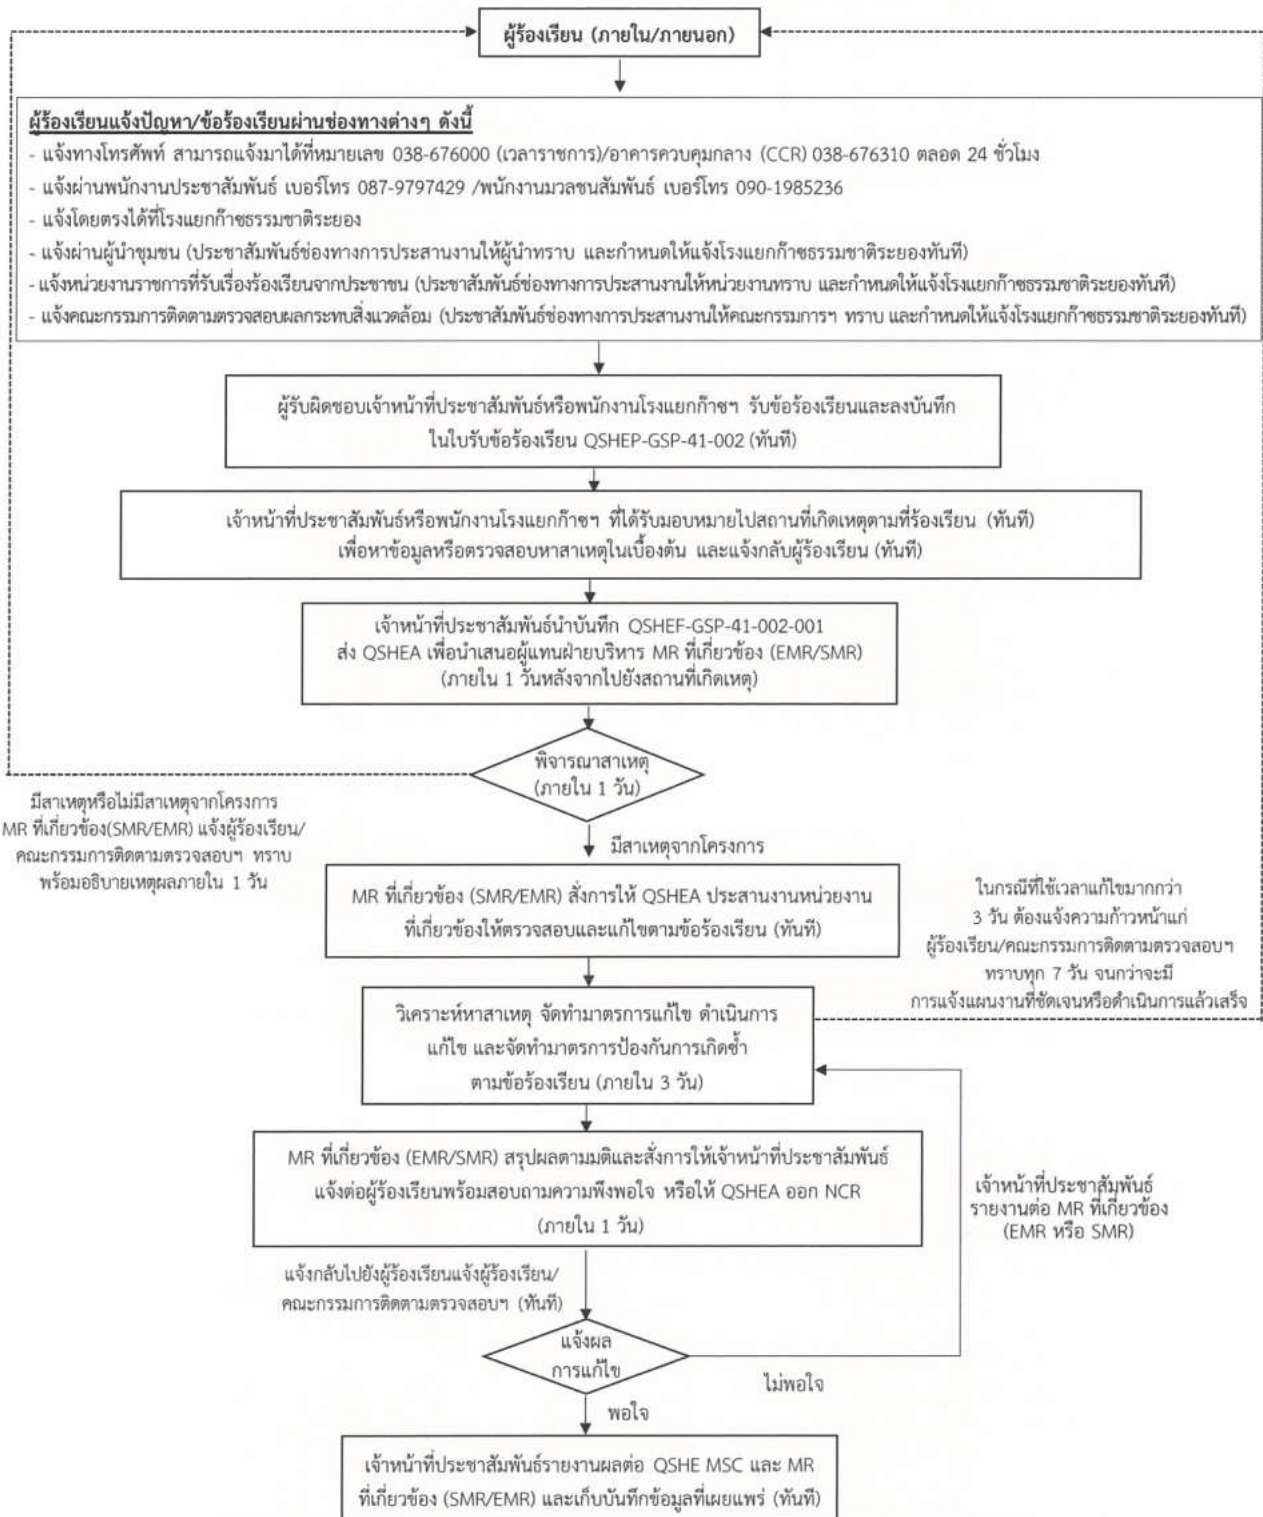 ผู้ร้องเรียน (ภายใน/ภายนอก)
ผู้ร้องเรียนแจ้งปัญหา/ข้อร้องเรียนผ่านช่องทางต่างๆ ดังนี้
- แจ้งทางโทรศัพท์ สามารถแจ้งมาได้ที่หมายเลข 038-676000 (เวลาราชการ)/อาคารควบคุมกลาง (CCR) 038-676310 ตลอด 24 ชั่วโมง
- แจ้งผ่านพนักงานประชาสัมพันธ์ เบอร์โทร 087-9797429 /พนักงานมวลชนสัมพันธ์ เบอร์โทร 090-1985236
- แจ้งโดยตรงได้ที่โรงแยกก๊าซธรรมชาติระยอง
- แจ้งผ่านผู้นำชุมชน (ประชาสัมพันธ์ช่องทางการประสานงานให้ผู้นำทราบ และกำหนดให้แจ้งโรงแยกก๊าซธรรมชาติระยองทันที)
- แจ้งหน่วยงานราชการที่รับเรื่องร้องเรียนจากประชาชน (ประชาสัมพันธ์ช่องทางการประสานงานให้หน่วยงานทราบ และกำหนดให้แจ้งโรงแยกก๊าซธรรมชาติระยองทันที)
- แจ้งคณะกรรมการติดตามตรวจสอบผลกระทบสิ่งแวดล้อม (ประชาสัมพันธ์ช่องทางการประสานงานให้คณะกรรมการฯ ทราบ และกำหนดให้แจ้งโรงแยกก๊าซธรรมชาติระยองทันที)
ผู้รับผิดชอบเจ้าหน้าที่ประชาสัมพันธ์หรือพนักงานโรงแยกก๊าซฯ รับข้อร้องเรียนและลงบันทึก
ในใบรับข้อร้องเรียน QSHEP-GSP-41-002 (ทันที)
เจ้าหน้าที่ประชาสัมพันธ์หรือพนักงานโรงแยกก๊าซฯ ที่ได้รับมอบหมายไปสถานที่เกิดเหตุตามที่ร้องเรียน (ทันที)
เพื่อหาข้อมูลหรือตรวจสอบหาสาเหตุในเบื้องต้น และแจ้งกลับผู้ร้องเรียน (ทันที)
เจ้าหน้าที่ประชาสัมพันธ์นำบันทึก QSHEF-GSP-41-002-001
ส่ง QSHEA เพื่อนำเสนอผู้แทนฝ่ายบริหาร MR ที่เกี่ยวข้อง (EMR/SMR)
(ภายใน 1 วันหลังจากไปยังสถานที่เกิดเหตุ)
พิจารณาสาเหตุ
(ภายใน 1 วัน)
มีสาเหตุหรือไม่มีสาเหตุจากโครงการ
MR ที่เกี่ยวข้อง(SMR/EMR) แจ้งผู้ร้องเรียน/
คณะกรรมการติดตามตรวจสอบฯ ทราบ
พร้อมอธิบายเหตุผลภายใน 1 วัน
มีสาเหตุจากโครงการ
MR ที่เกี่ยวข้อง (SMR/EMR) สั่งการให้ QSHEA ประสานงานหน่วยงาน
ที่เกี่ยวข้องให้ตรวจสอบและแก้ไขตามข้อร้องเรียน (ทันที)
ในกรณีที่ใช้เวลาแก้ไขมากกว่า
3 วัน ต้องแจ้งความก้าวหน้าแก่
ผู้ร้องเรียน/คณะกรรมการติดตามตรวจสอบฯ
ทราบทุก 7 วัน จนกว่าจะมี
การแจ้งแผนงานที่ชัดเจนหรือดำเนินการแล้วเสร็จ
วิเคราะห์หาสาเหตุ จัดทำมาตรการแก้ไข ดำเนินการ
แก้ไข และจัดทำมาตรการป้องกันการเกิดซ้ำ
ตามข้อร้องเรียน (ภายใน 3 วัน)
MR ที่เกี่ยวข้อง (EMR/SMR) สรุปผลตามมติและสั่งการให้เจ้าหน้าที่ประชาสัมพันธ์
แจ้งต่อผู้ร้องเรียนพร้อมสอบถามความพึงพอใจ หรือให้ QSHEA ออก NCR
(ภายใน 1 วัน)
เจ้าหน้าที่ประชาสัมพันธ์
รายงานต่อ MR ที่เกี่ยวข้อง
(EMR หรือ SMR)
แจ้งกลับไปยังผู้ร้องเรียนแจ้งผู้ร้องเรียน/
คณะกรรมการติดตามตรวจสอบฯ (ทันที)
แจ้งผล
การแก้ไข
ไม่พอใจ
พอใจ
เจ้าหน้าที่ประชาสัมพันธ์รายงานผลต่อ QSHE MSC และ MR
ที่เกี่ยวข้อง (SMR/EMR) และเก็บบันทึกข้อมูลที่เผยแพร่ (ทันที)